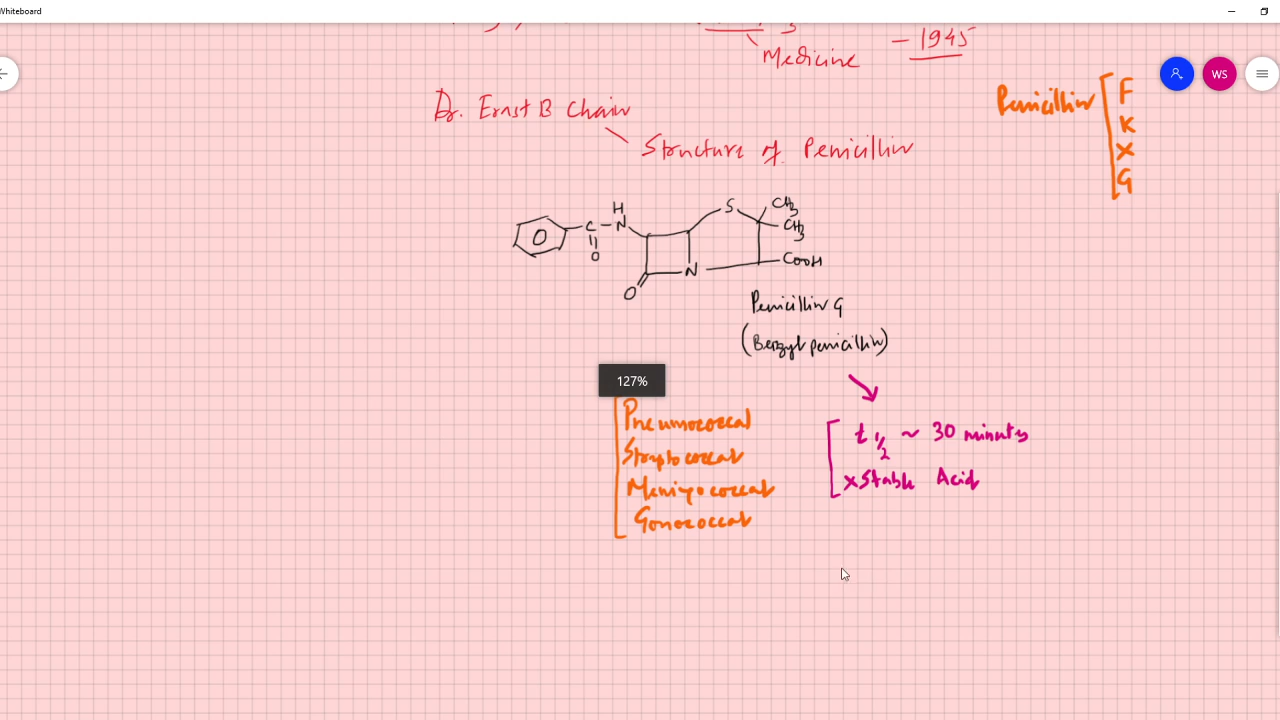 Whiteboard
Medicine - 1945
WS
Dr. Ernst B Chain
Structure of Penicillin
Penicillin
F
K
X
G
H
C - N
O
S
CH3
CH3
COOH
N
O
Penicillin G
(Benzyl penicillin)
127%
Pneumococcal
Streptococcal
Meningococcal
Gonococcal
t 1/2 ~ 30 minutes
x Stable Acid